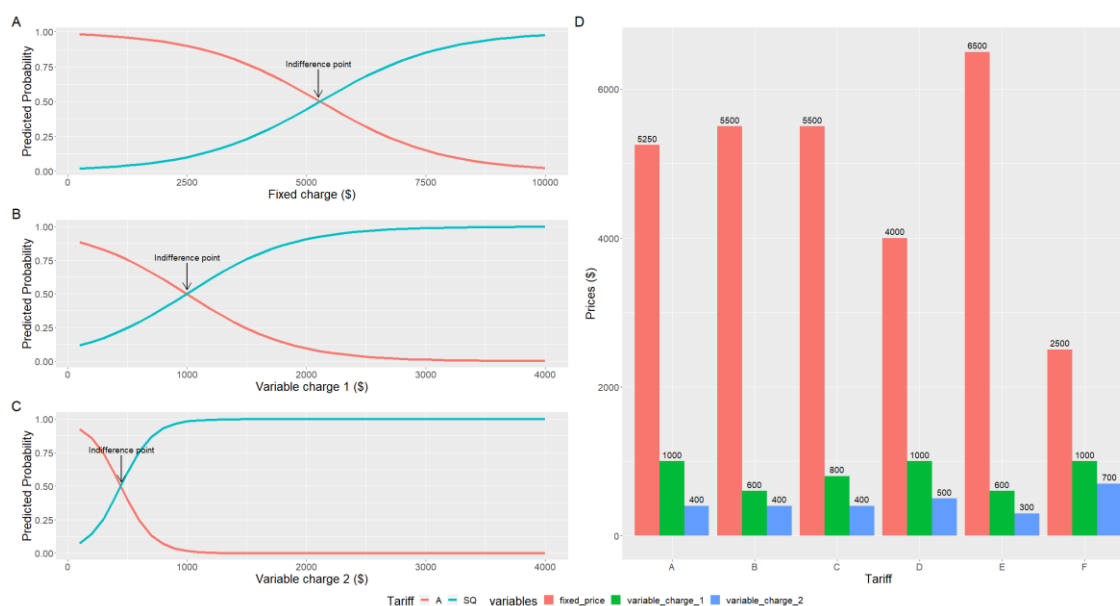 A
Predicted Probability
1.00
0.75
0.50
0.25
0.00
Indifference point
0 2500 5000 7500 10000
Fixed charge ($)
B
Predicted Probability
1.00
0.75
0.50
0.25
0.00
Indifference point
0 1000 2000 3000 4000
Variable charge 1 ($)
C
Predicted Probability
1.00
0.75
0.50
0.25
0.00
Indifference point
0 1000 2000 3000 4000
Variable charge 2 ($)
D
Prices ($)
6000
4000
2000
0
5250 1000 400
5500 600 400
5500 800 400
4000 1000 500
6500 600 300
2500 1000 700
A B C D E F
Tariff
Tariff A SQ variables fixed_price variable_charge_1 variable_charge_2